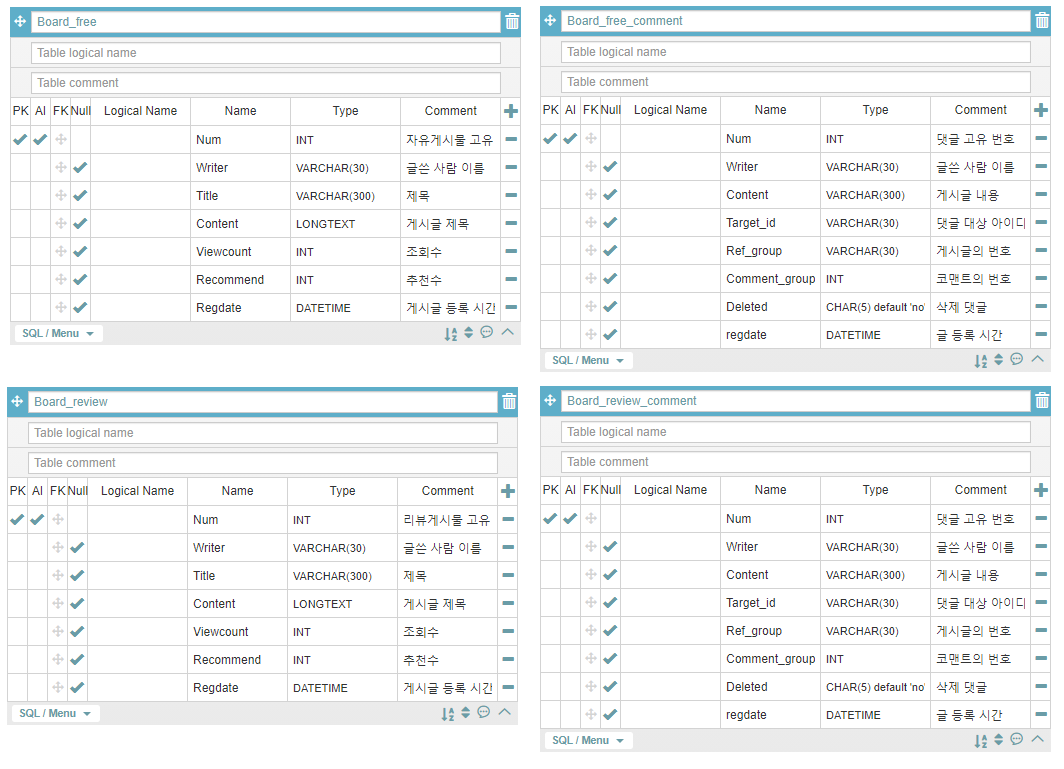 Board_free
Table logical name
Table comment
PK AI FK Null Logical Name Name Type Comment
Num INT 자유게시물 고유
Writer VARCHAR(30) 글쓴 사람 이름
Title VARCHAR(300) 제목
Content LONGTEXT 게시글 제목
Viewcount INT 조회수
Recommend INT 추천수
Regdate DATETIME 게시글 등록 시간
SQL / Menu
Board_free_comment
Table logical name
Table comment
PK AI FK Null Logical Name Name Type Comment
Num INT 댓글 고유 번호
Writer VARCHAR(30) 글쓴 사람 이름
Content VARCHAR(300) 게시글 내용
Target_id VARCHAR(30) 댓글 대상 아이디
Ref_group VARCHAR(30) 게시글의 번호
Comment_group INT 코맨트의 번호
Deleted CHAR(5) default 'no' 삭제 댓글
regdate DATETIME 글 등록 시간
SQL / Menu
Board_review
Table logical name
Table comment
PK AI FK Null Logical Name Name Type Comment
Num INT 리뷰게시물 고유
Writer VARCHAR(30) 글쓴 사람 이름
Title VARCHAR(300) 제목
Content LONGTEXT 게시글 제목
Viewcount INT 조회수
Recommend INT 추천수
Regdate DATETIME 게시글 등록 시간
SQL / Menu
Board_review_comment
Table logical name
Table comment
PK AI FK Null Logical Name Name Type Comment
Num INT 댓글 고유 번호
Writer VARCHAR(30) 글쓴 사람 이름
Content VARCHAR(300) 게시글 내용
Target_id VARCHAR(30) 댓글 대상 아이디
Ref_group VARCHAR(30) 게시글의 번호
Comment_group INT 코맨트의 번호
Deleted CHAR(5) default 'no' 삭제 댓글
regdate DATETIME 글 등록 시간
SQL / Menu